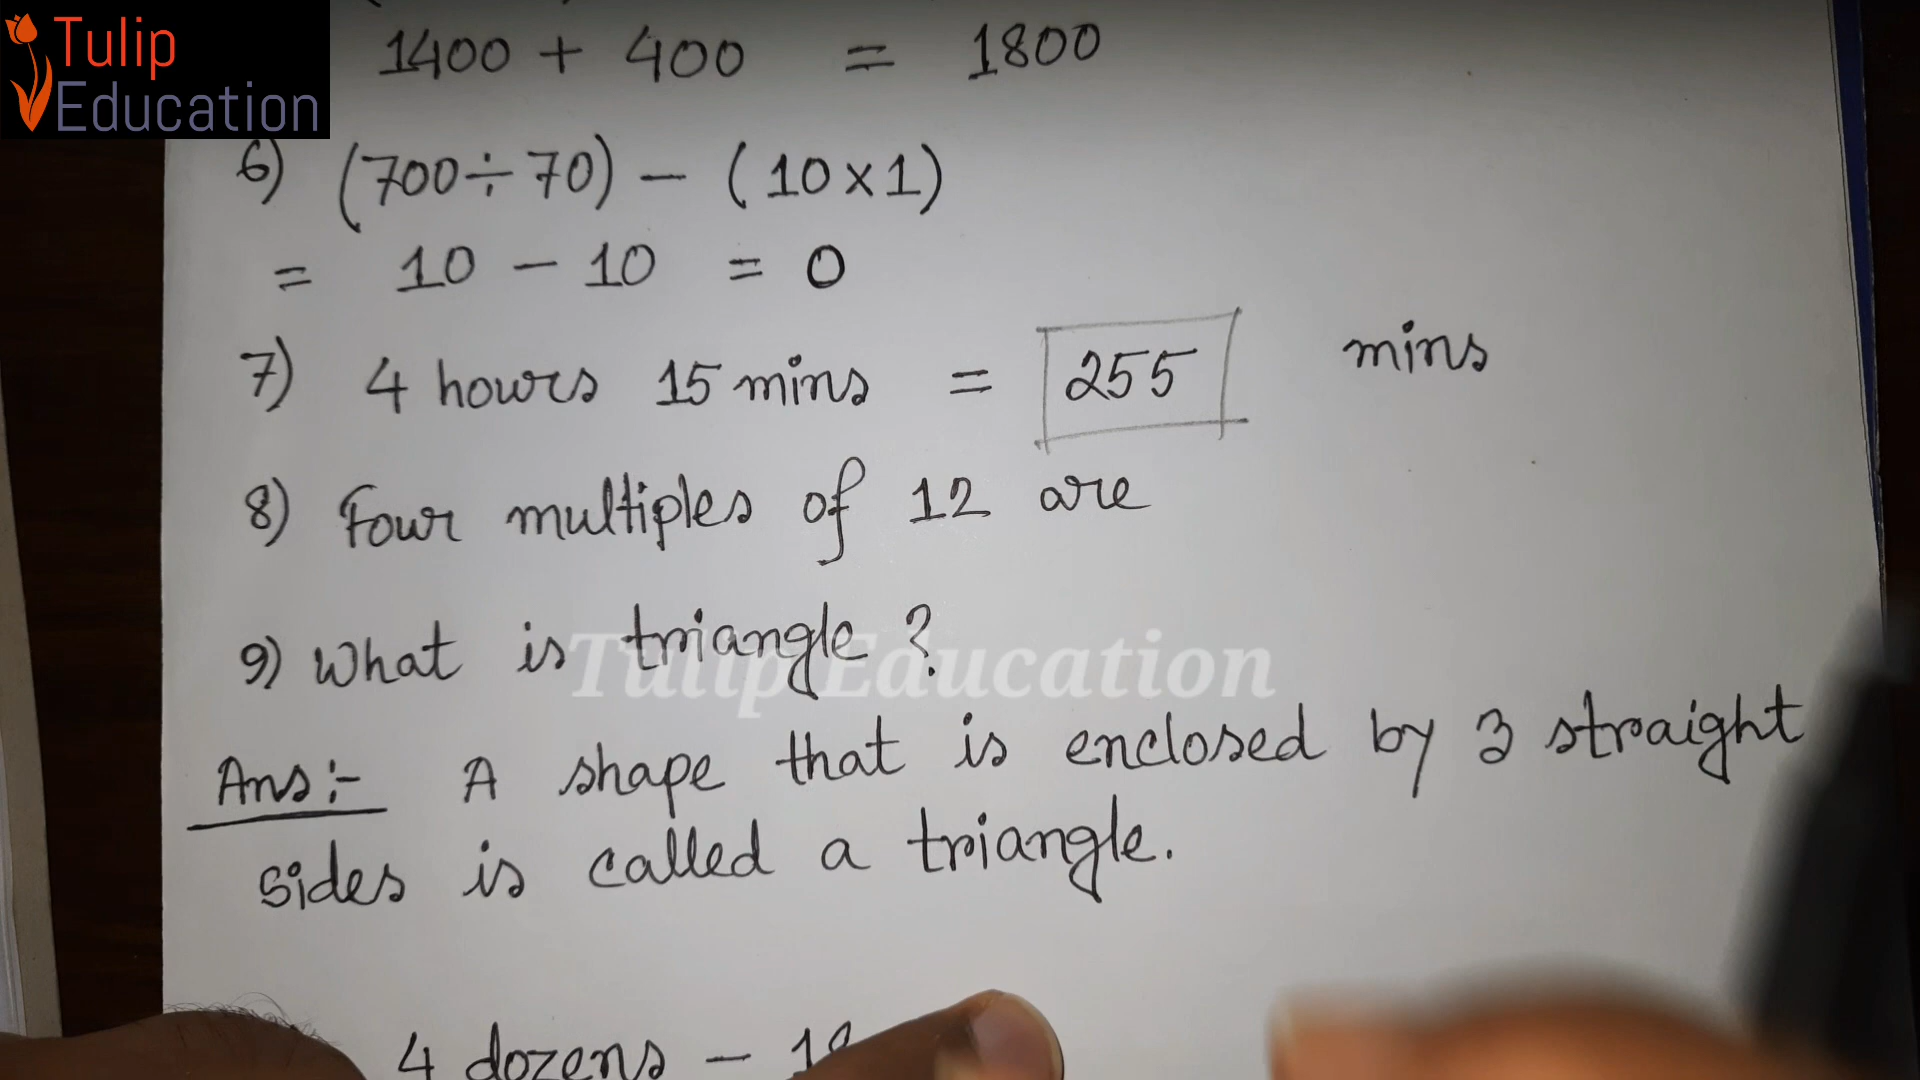 Tulip
Education
1400 + 400 = 1800
6) (700÷70) − (10×1)
= 10 − 10 = 0
7) 4 hours 15 mins = 255 mins
8) Four multiples of 12 are
9) What is triangle ?
Tulip Education
Ans:- A shape that is enclosed by 3 straight
sides is called a triangle.
4 dozens −